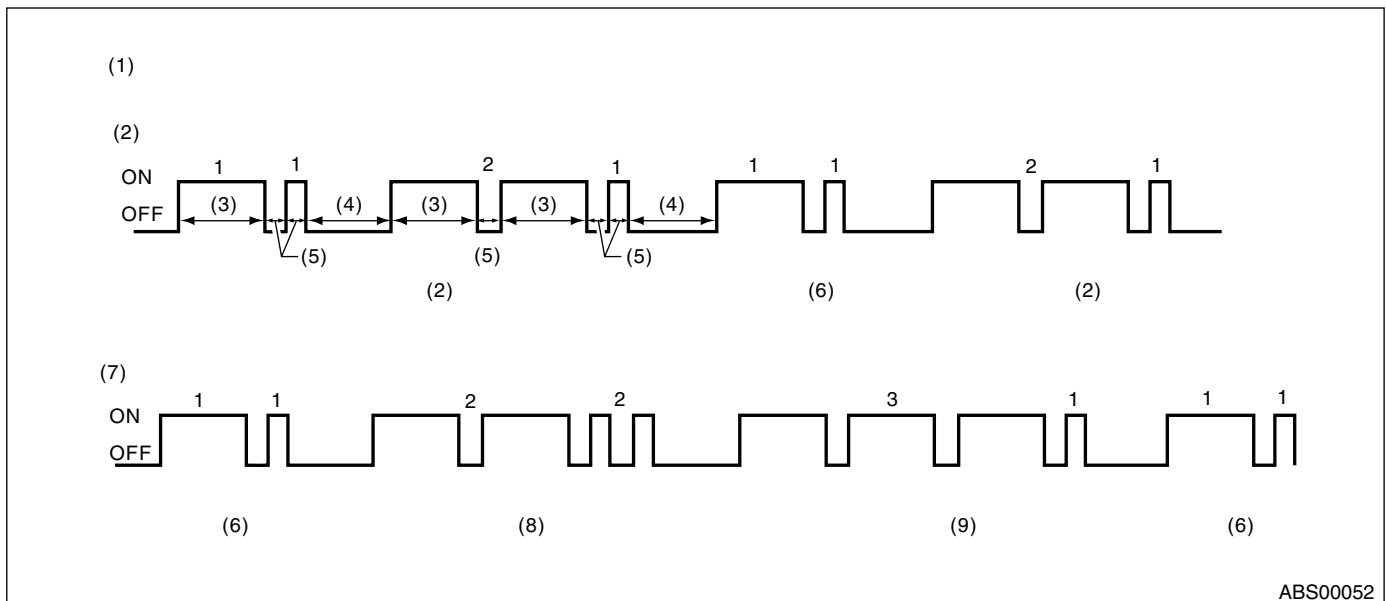 (1)
(2)
1 1 2 1 1 1 2 1
ON
OFF (3) (4) (3) (3) (4)
(5) (5) (5)
(2) (6) (2)
(7)
1 1 2 2 3 1 1 1
ON
OFF
(6) (8) (9) (6)
ABS00052